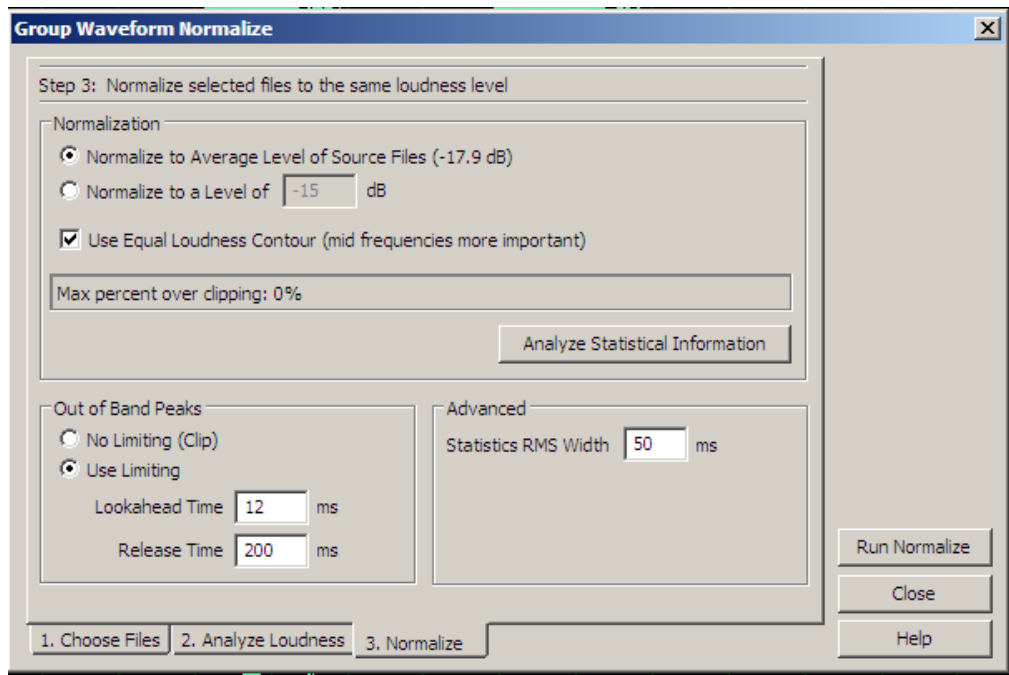 Group Waveform Normalize
Step 3: Normalize selected files to the same loudness level
Normalization
Normalize to Average Level of Source Files (-17.9 dB)
Normalize to a Level of -15 dB
Use Equal Loudness Contour (mid frequencies more important)
Max percent over clipping: 0%
Analyze Statistical Information
Out of Band Peaks
No Limiting (Clip)
Use Limiting
Lookahead Time 12 ms
Release Time 200 ms
Advanced
Statistics RMS Width 50 ms
Run Normalize
Close
Help
1. Choose Files 2. Analyze Loudness 3. Normalize